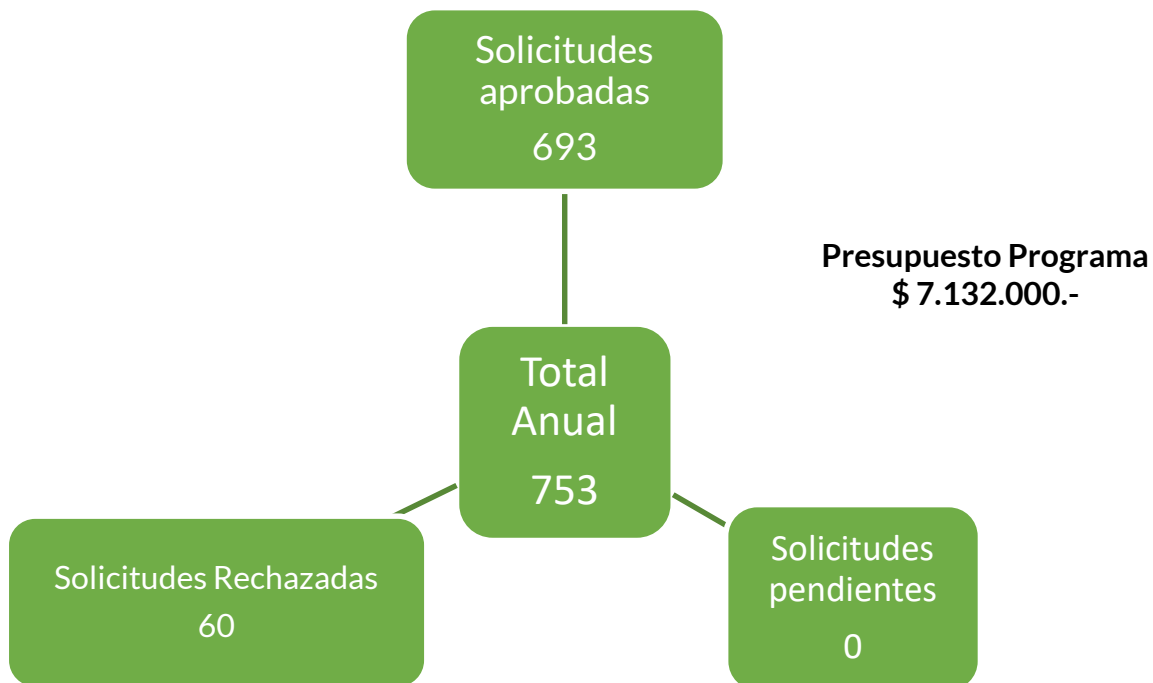 Solicitudes
aprobadas
693
Presupuesto Programa
$ 7.132.000.-
Total
Anual
753
Solicitudes Rechazadas
60
Solicitudes
pendientes
0